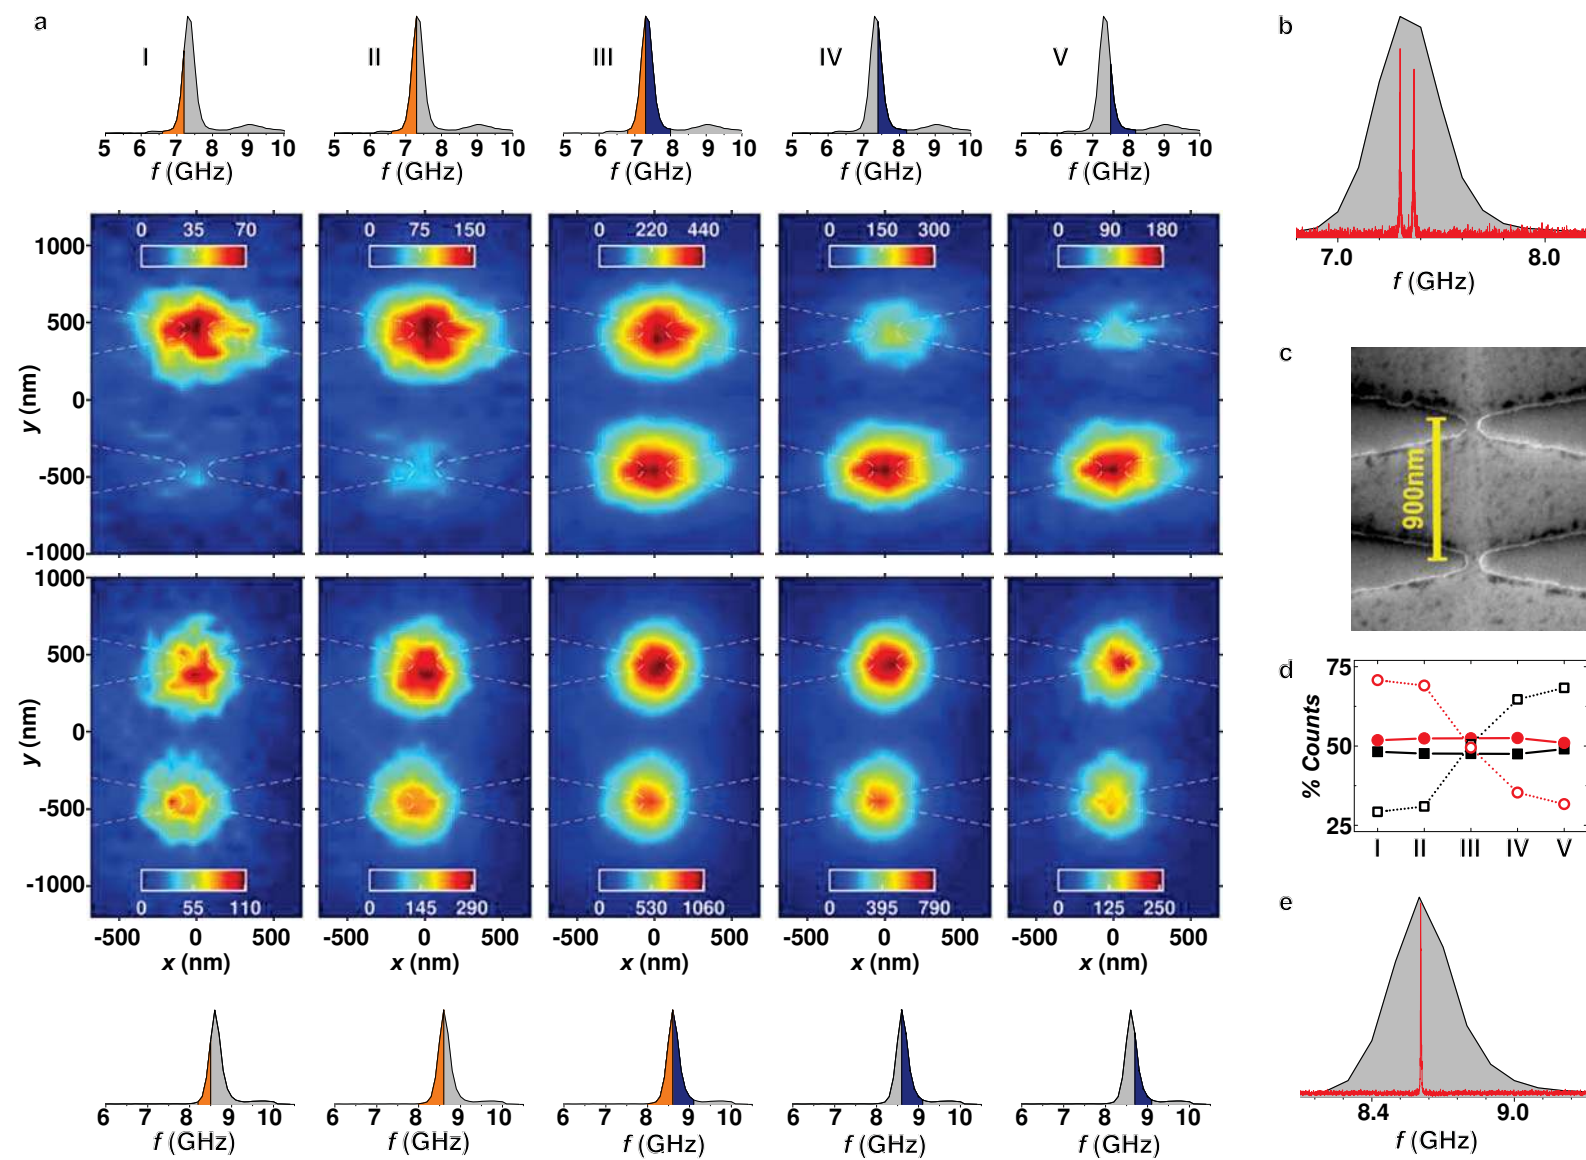 a
I II III IV V
5 6 7 8 9 10 5 6 7 8 9 10 5 6 7 8 9 10 5 6 7 8 9 10 5 6 7 8 9 10
f (GHz) f (GHz) f (GHz) f (GHz) f (GHz)
0 35 70 0 75 150 0 220 440 0 150 300 0 90 180
1000
500
0
-500
-1000
y (nm)
1000
500
0
-500
-1000
y (nm)
0 55 110 0 145 290 0 530 1060 0 395 790 0 125 250
-500 0 500 -500 0 500 -500 0 500 -500 0 500 -500 0 500
x (nm) x (nm) x (nm) x (nm) x (nm)
6 7 8 9 10 6 7 8 9 10 6 7 8 9 10 6 7 8 9 10 6 7 8 9 10
f (GHz) f (GHz) f (GHz) f (GHz) f (GHz)
b
7.0 8.0
f (GHz)
c
900nm
d
75
50
25
% Counts
I II III IV V
e
8.4 9.0
f (GHz)